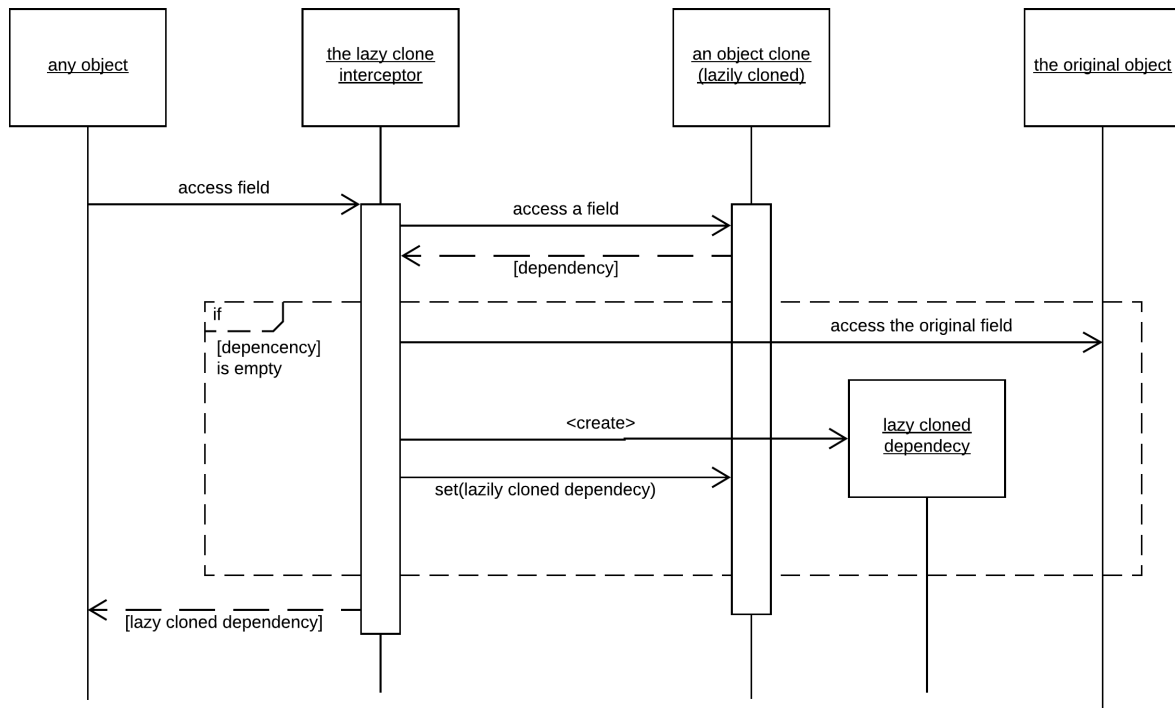 any object
the lazy clone
interceptor
an object clone
(lazily cloned)
the original object
access field
access a field
[dependency]
if
[depencency]
is empty
access the original field
<create>
lazy cloned
dependecy
set(lazily cloned dependecy)
[lazy cloned dependency]